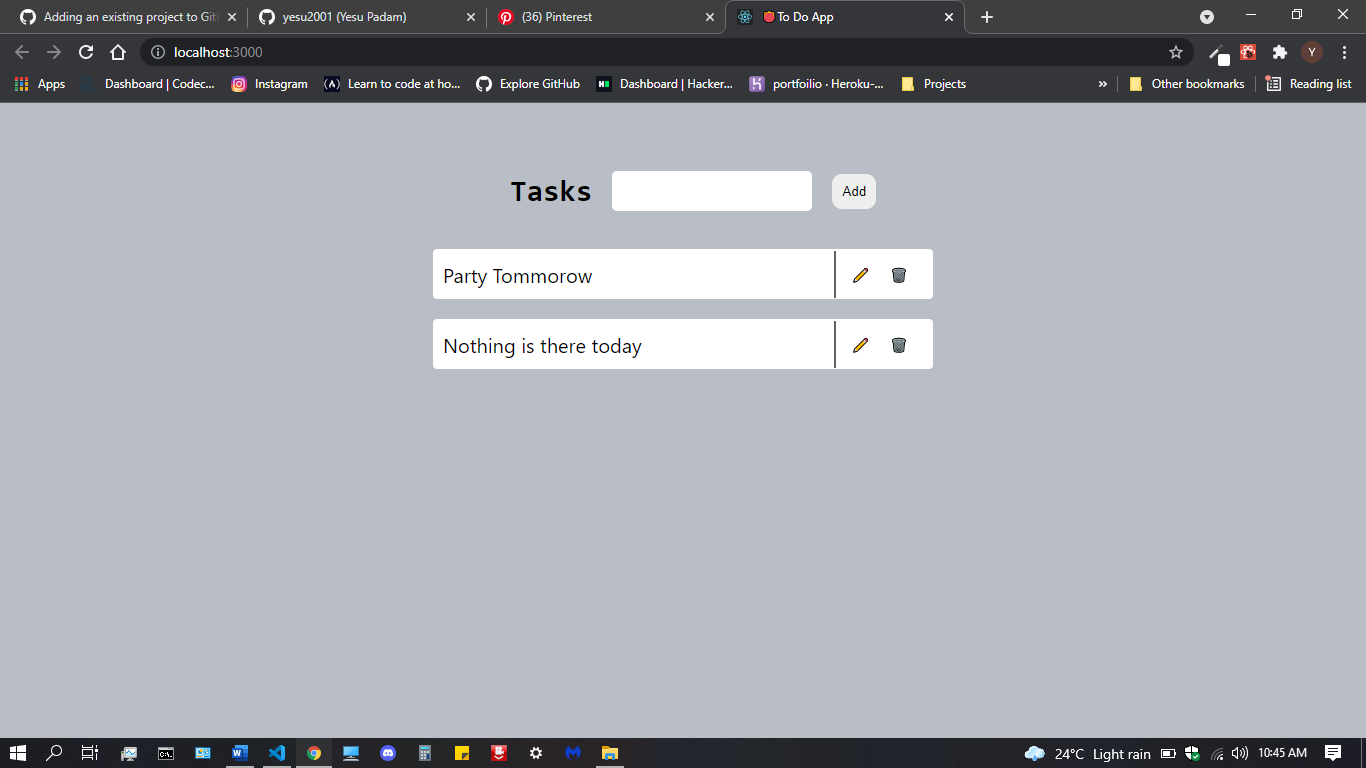 Adding an existing project to Git
yesu2001 (Yesu Padam)
(36) Pinterest
To Do App
localhost:3000
Y
Apps
Dashboard | Codec...
Instagram
(A)
Learn to code at ho...
Explore GitHub
Dashboard | Hacker...
portfoilio · Heroku-...
Projects
»
Other bookmarks
Reading list
Tasks
Add
Party Tommorow
Nothing is there today
24°C Light rain
10:45 AM